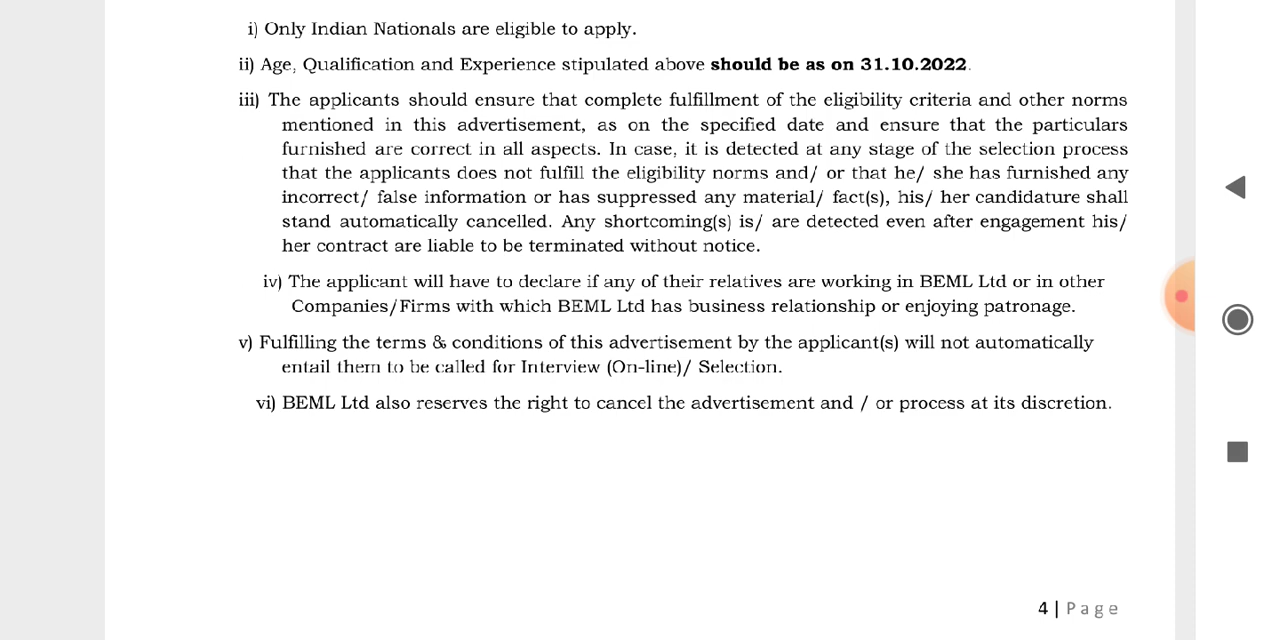 i) Only Indian Nationals are eligible to apply.
ii) Age, Qualification and Experience stipulated above should be as on 31.10.2022.
iii) The applicants should ensure that complete fulfillment of the eligibility criteria and other norms
mentioned in this advertisement, as on the specified date and ensure that the particulars
furnished are correct in all aspects. In case, it is detected at any stage of the selection process
that the applicants does not fulfill the eligibility norms and/ or that he/ she has furnished any
incorrect/ false information or has suppressed any material/ fact(s), his/ her candidature shall
stand automatically cancelled. Any shortcoming(s) is/ are detected even after engagement his/
her contract are liable to be terminated without notice.
iv) The applicant will have to declare if any of their relatives are working in BEML Ltd or in other
Companies/Firms with which BEML Ltd has business relationship or enjoying patronage.
v) Fulfilling the terms & conditions of this advertisement by the applicant(s) will not automatically
entail them to be called for Interview (On-line)/ Selection.
vi) BEML Ltd also reserves the right to cancel the advertisement and / or process at its discretion.
4 | Page